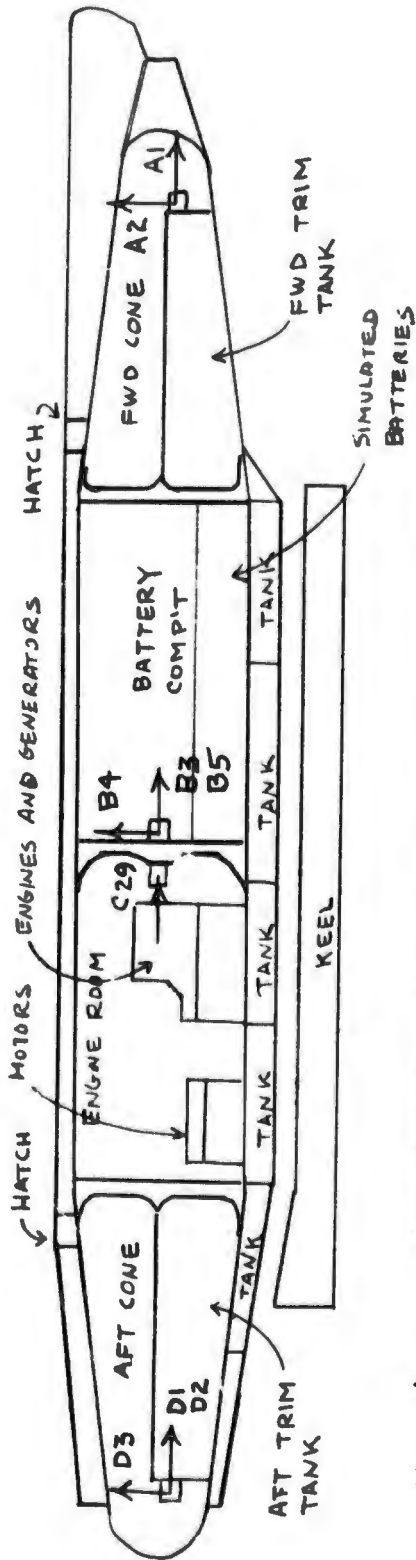 HATCH
MOTORS
ENGINES AND GENERATORS
HATCH
D3
AFT CONE
ENGINE ROOM
C29
B4
B3
B5
BATTERY
COMP'T
FWD CONE
A2
A1
D1
D2
TANK
TANK
TANK
TANK
TANK
KEEL
AFT TRIM
TANK
SIMULATED
BATTERIES
FWD TRIM
TANK